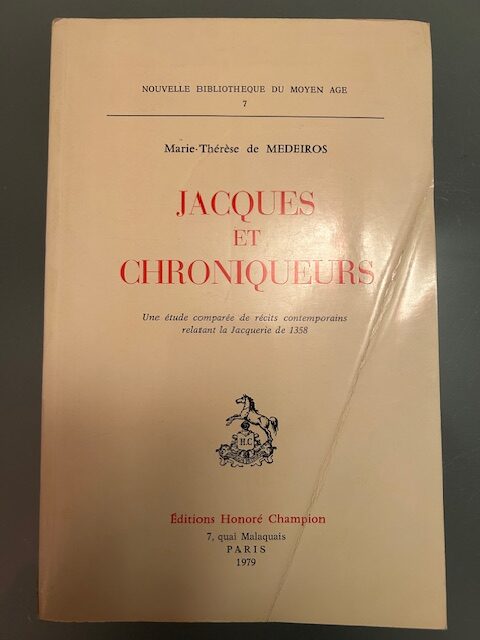 NOUVELLE BIBLIOTHEQUE DU MOYEN AGE
7
Marie-Thérèse de MEDEIROS
JACQUES
ET
CHRONIQUEURS
Une étude comparée de récits contemporains
relatant la Jacquerie de 1358
H.C
Éditions Honoré Champion
7, quai Malaquais
PARIS
1979